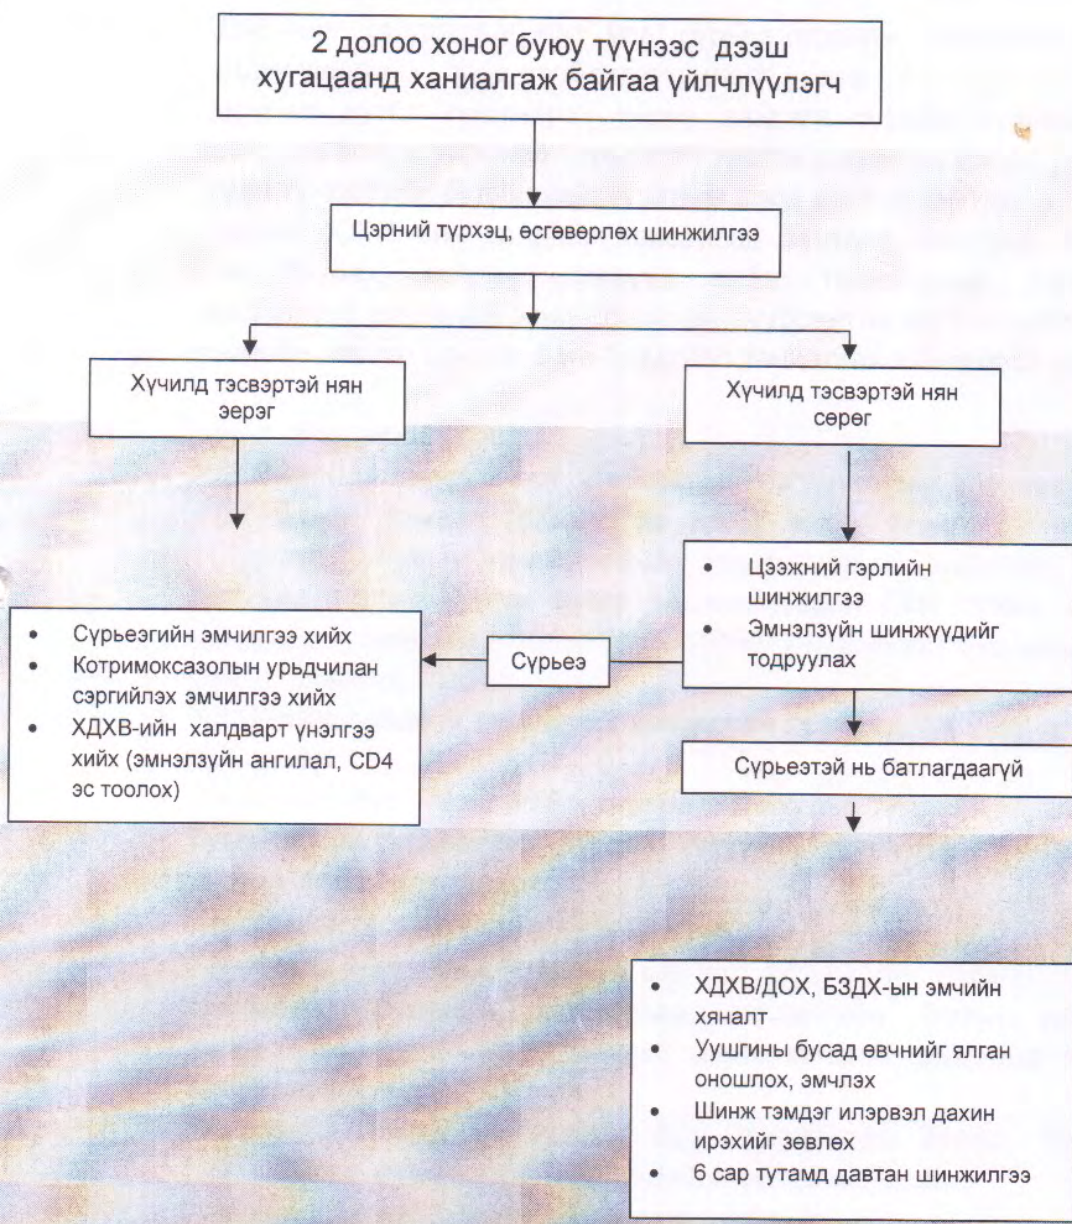 2 долоо хоног буюу түүнээс дээш
хугацаанд ханиалгаж байгаа үйлчлүүлэгч
Цэрний түрхэц, өсгөвөрлөх шинжилгээ
Хүчилд тэсвэртэй нян
эерэг
Хүчилд тэсвэртэй нян
сөрөг
• Цээжний гэрлийн
шинжилгээ
• Эмнэлзүйн шинжүүдийг
тодруулах
Сүрьеэ
• Сүрьеэгийн эмчилгээ хийх
• Котримоксазолын урьдчилан
сэргийлэх эмчилгээ хийх
• ХДХВ-ийн халдварт үнэлгээ
хийх (эмнэлзүйн ангилал, CD4
эс тоолох)
Сүрьеэтэй нь батлагдаагүй
• ХДХВ/ДОХ, БЗДХ-ын эмчийн
хяналт
• Уушгины бусад өвчнийг ялган
оношлох, эмчлэх
• Шинж тэмдэг илэрвэл дахин
ирэхийг зөвлөх
• 6 сар тутамд давтан шинжилгээ